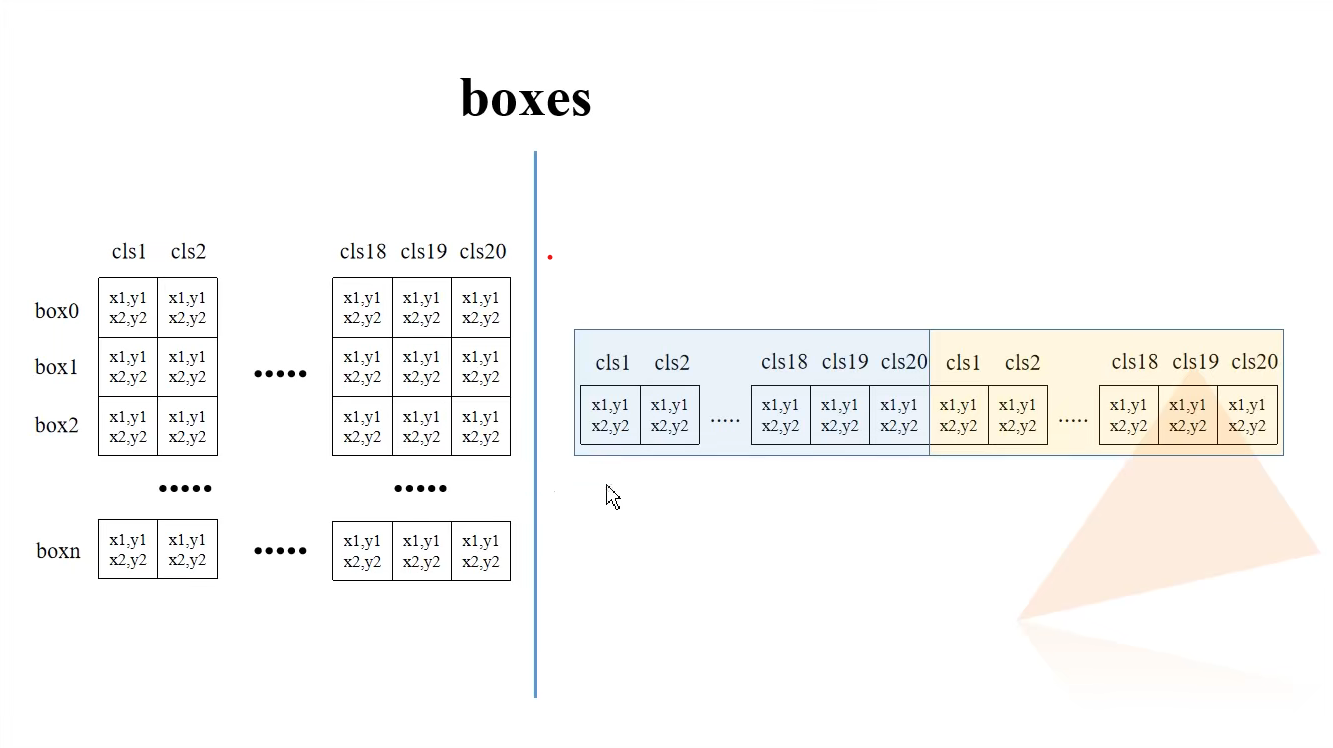 boxes
cls1 cls2 cls18 cls19 cls20
box0 x1,y1 x1,y1 x1,y1 x1,y1 x1,y1
x2,y2 x2,y2 x2,y2 x2,y2 x2,y2
box1 x1,y1 x1,y1 ••••• x1,y1 x1,y1 x1,y1
x2,y2 x2,y2 x2,y2 x2,y2 x2,y2
box2 x1,y1 x1,y1 x1,y1 x1,y1 x1,y1
x2,y2 x2,y2 x2,y2 x2,y2 x2,y2
••••• •••••
boxn x1,y1 x1,y1 ••••• x1,y1 x1,y1 x1,y1
x2,y2 x2,y2 x2,y2 x2,y2 x2,y2
cls1 cls2 cls18 cls19 cls20 cls1 cls2 cls18 cls19 cls20
x1,y1 x1,y1 ..... x1,y1 x1,y1 x1,y1 x1,y1 x1,y1 ..... x1,y1 x1,y1 x1,y1
x2,y2 x2,y2 x2,y2 x2,y2 x2,y2 x2,y2 x2,y2 x2,y2 x2,y2 x2,y2